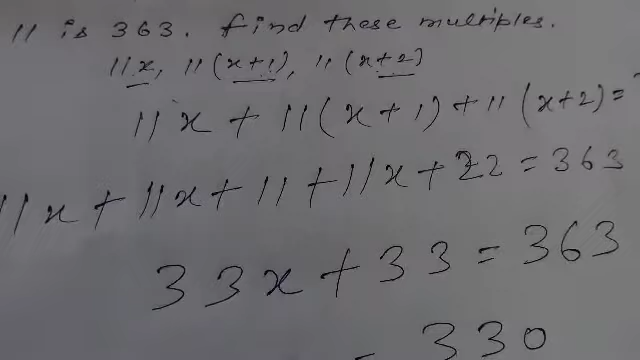 11 is 363. find these multiples.
11x, 11(x+1), 11(x+2)
11x + 11(x+1) + 11(x+2) =
11x + 11x + 11 + 11x + 22 = 363
33x + 33 = 363
= 330